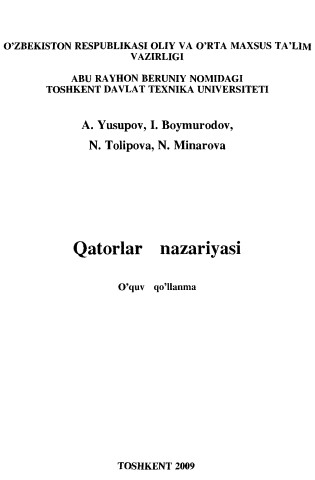 O'ZBEKISTON RESPUBLIKASI OLIY VA O'RTA MAXSUS TA'LIM
VAZIRLIGI
ABU RAYHON BERUNIY NOMIDAGI
TOSHKENT DAVLAT TEXNIKA UNIVERSITETI
A. Yusupov, I. Boymurodov,
N. Tolipova, N. Minarova
Qatorlar nazariyasi
O'quv qo'llanma
TOSHKENT 2009